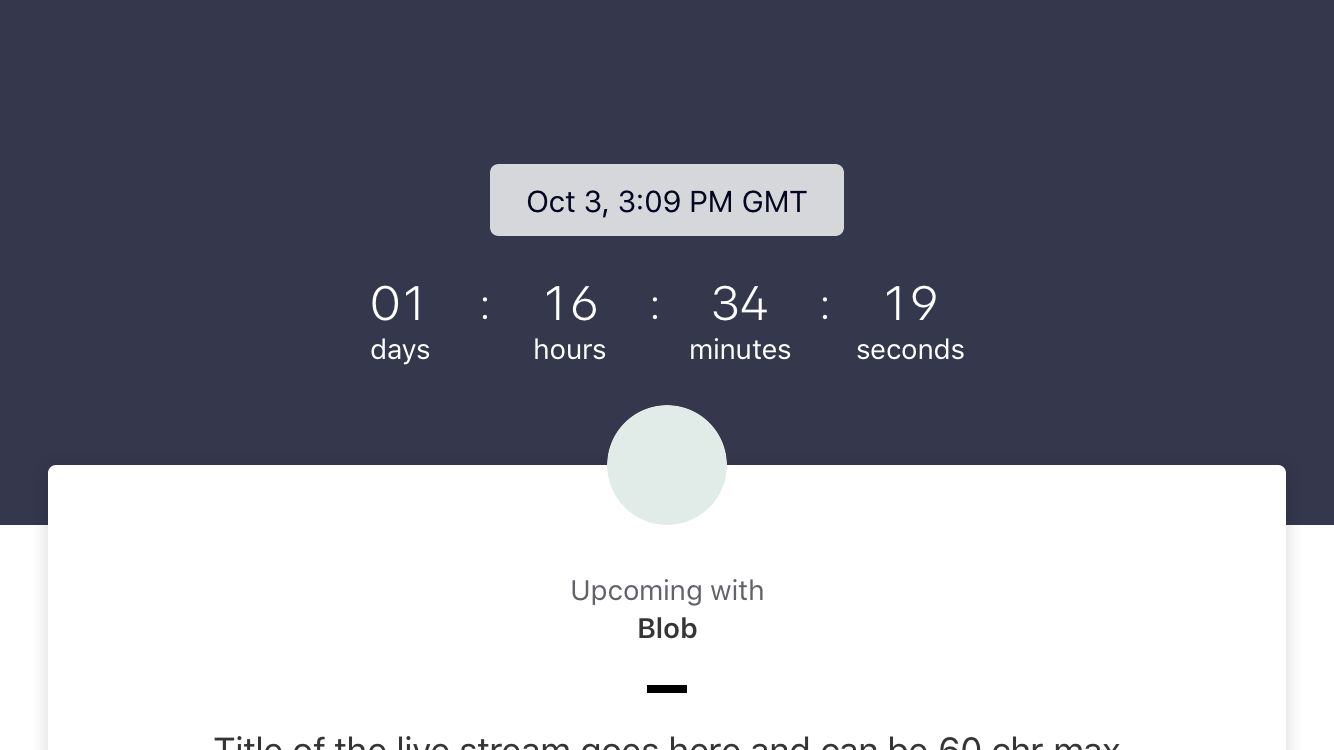 Oct 3, 3:09 PM GMT
01 : 16 : 34 : 19
days hours minutes seconds
Upcoming with
Blob
Title of the live stream goes here and can be 60 chr max